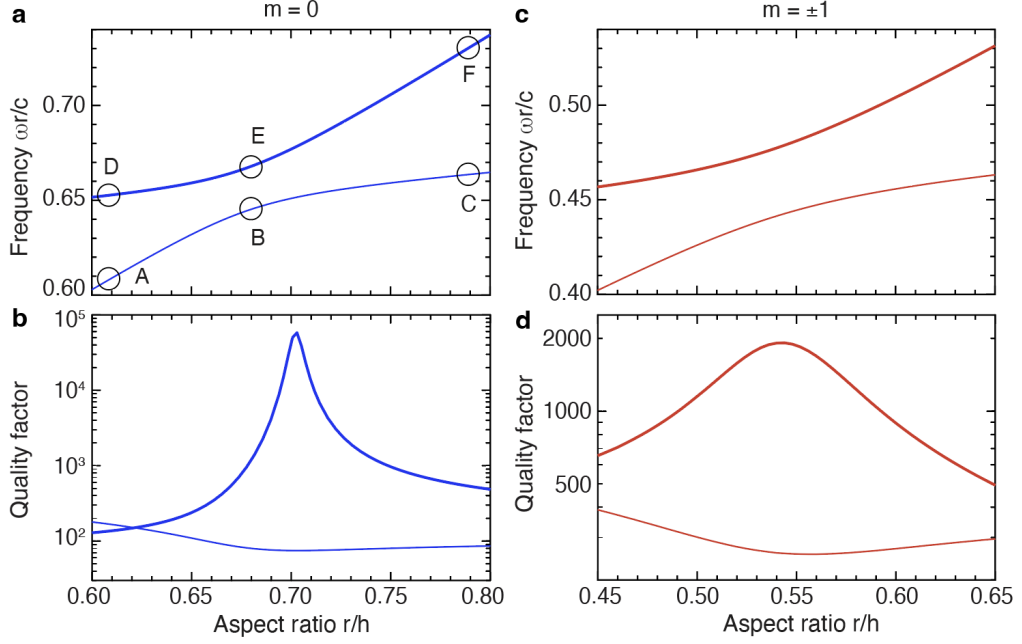 a
m = 0
Frequency ωr/c
0.70
0.65
0.60
D
E
F
A
B
C
b
Quality factor
10⁵
10⁴
10³
10²
0.60
0.65
0.70
0.75
0.80
Aspect ratio r/h
c
m = ±1
Frequency ωr/c
0.50
0.45
0.40
d
Quality factor
2000
1000
500
0.45
0.50
0.55
0.60
0.65
Aspect ratio r/h